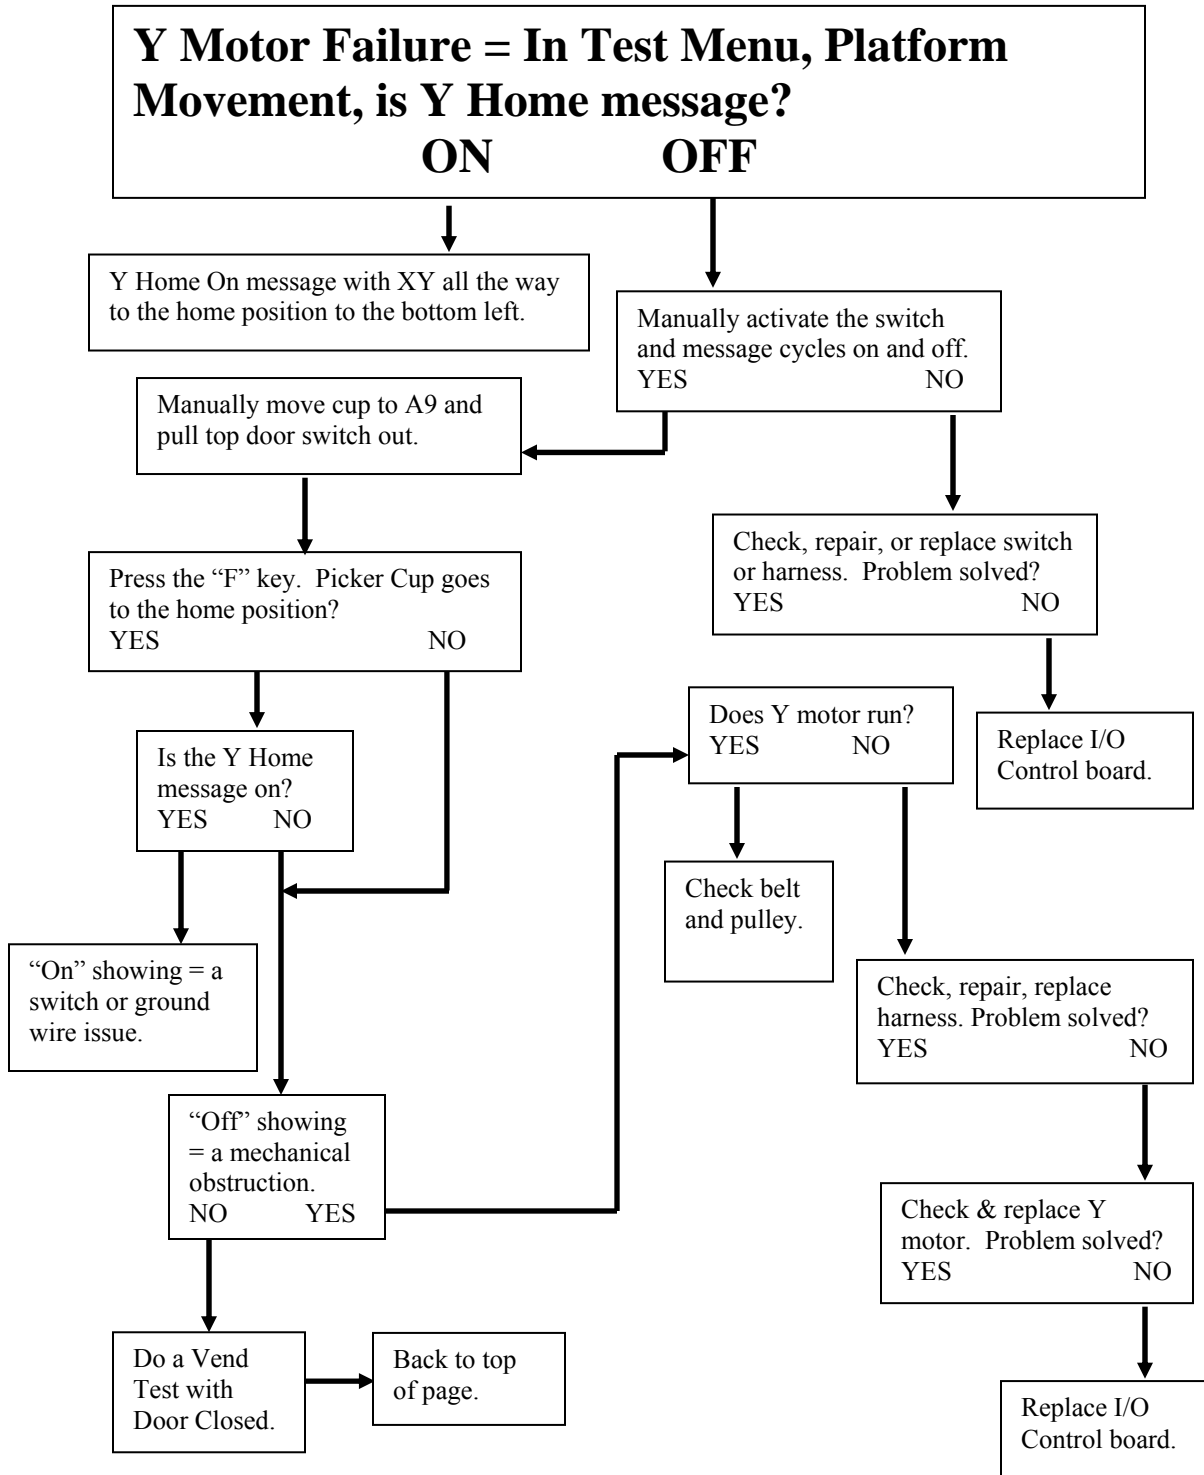 Y Motor Failure = In Test Menu, Platform
Movement, is Y Home message?
ON OFF
Y Home On message with XY all the way
to the home position to the bottom left.
Manually activate the switch
and message cycles on and off.
YES NO
Manually move cup to A9 and
pull top door switch out.
Check, repair, or replace switch
or harness.  Problem solved?
YES NO
Press the “F” key.  Picker Cup goes
to the home position?
YES NO
Does Y motor run?
YES NO
Replace I/O
Control board.
Is the Y Home
message on?
YES NO
Check belt
and pulley.
“On” showing = a
switch or ground
wire issue.
Check, repair, replace
harness. Problem solved?
YES NO
“Off” showing
= a mechanical
obstruction.
NO YES
Check & replace Y
motor.  Problem solved?
YES NO
Do a Vend
Test with
Door Closed.
Back to top
of page.
Replace I/O
Control board.